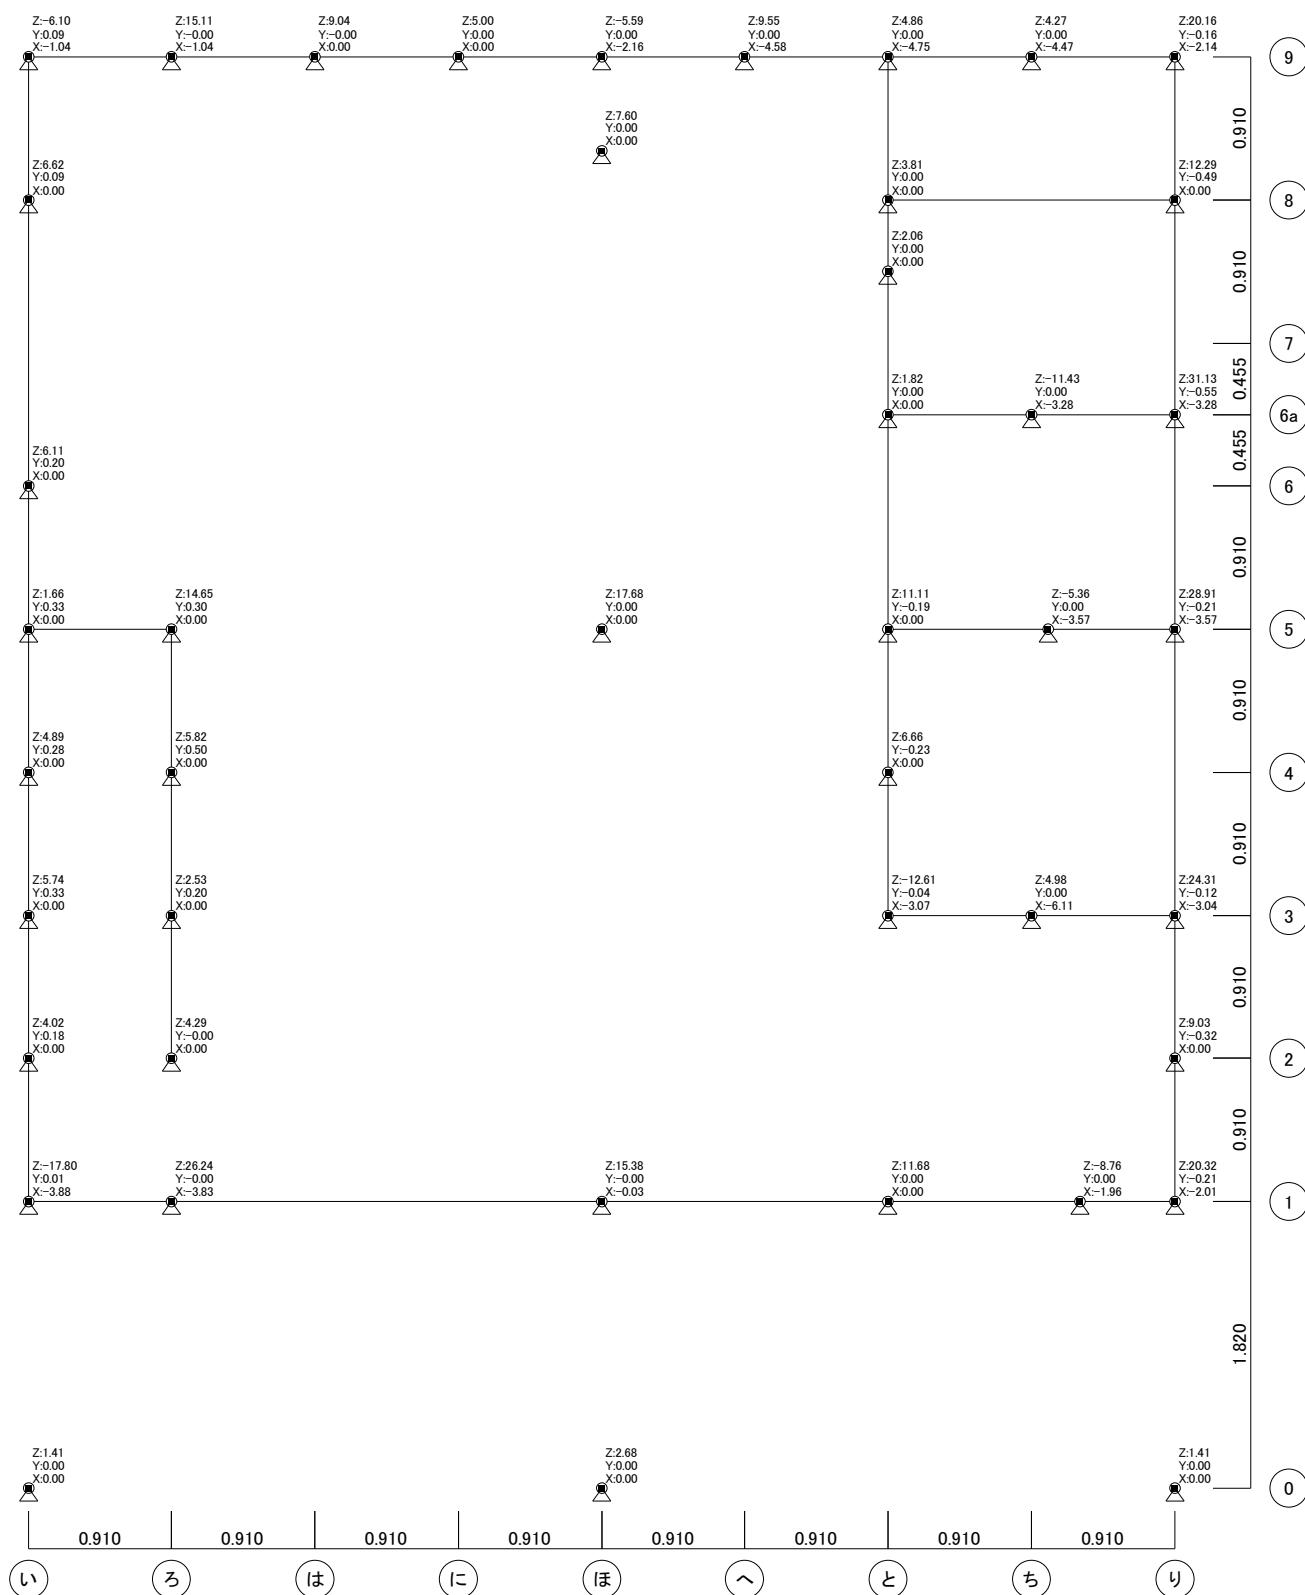 Z:-6.10
Y:0.09
X:-1.04
Z:15.11
Y:-0.00
X:-1.04
Z:9.04
Y:-0.00
X:0.00
Z:5.00
Y:0.00
X:0.00
Z:-5.59
Y:0.00
X:-2.16
Z:9.55
Y:0.00
X:-4.58
Z:4.86
Y:0.00
X:-4.75
Z:4.27
Y:0.00
X:-4.47
Z:20.16
Y:-0.16
X:-2.14
9
0.910
Z:7.60
Y:0.00
X:0.00
Z:6.62
Y:0.09
X:0.00
Z:3.81
Y:0.00
X:0.00
Z:12.29
Y:-0.49
X:0.00
8
Z:2.06
Y:0.00
X:0.00
0.910
7
0.455
Z:1.82
Y:0.00
X:0.00
Z:-11.43
Y:0.00
X:-3.28
Z:31.13
Y:-0.55
X:-3.28
6a
0.455
Z:6.11
Y:0.20
X:0.00
6
0.910
Z:1.66
Y:0.33
X:0.00
Z:14.65
Y:0.30
X:0.00
Z:17.68
Y:0.00
X:0.00
Z:11.11
Y:-0.19
X:0.00
Z:-5.36
Y:0.00
X:-3.57
Z:28.91
Y:-0.21
X:-3.57
5
0.910
Z:4.89
Y:0.28
X:0.00
Z:5.82
Y:0.50
X:0.00
Z:6.66
Y:-0.23
X:0.00
4
0.910
Z:5.74
Y:0.33
X:0.00
Z:2.53
Y:0.20
X:0.00
Z:-12.61
Y:-0.04
X:-3.07
Z:4.98
Y:0.00
X:-6.11
Z:24.31
Y:-0.12
X:-3.04
3
0.910
Z:4.02
Y:0.18
X:0.00
Z:4.29
Y:-0.00
X:0.00
Z:9.03
Y:-0.32
X:0.00
2
0.910
Z:-17.80
Y:0.01
X:-3.88
Z:26.24
Y:-0.00
X:-3.83
Z:15.38
Y:-0.00
X:-0.03
Z:11.68
Y:0.00
X:0.00
Z:-8.76
Y:0.00
X:-1.96
Z:20.32
Y:-0.21
X:-2.01
1
1.820
Z:1.41
Y:0.00
X:0.00
Z:2.68
Y:0.00
X:0.00
Z:1.41
Y:0.00
X:0.00
0
0.910
0.910
0.910
0.910
0.910
0.910
0.910
0.910
い
ろ
は
に
ほ
へ
と
ち
り